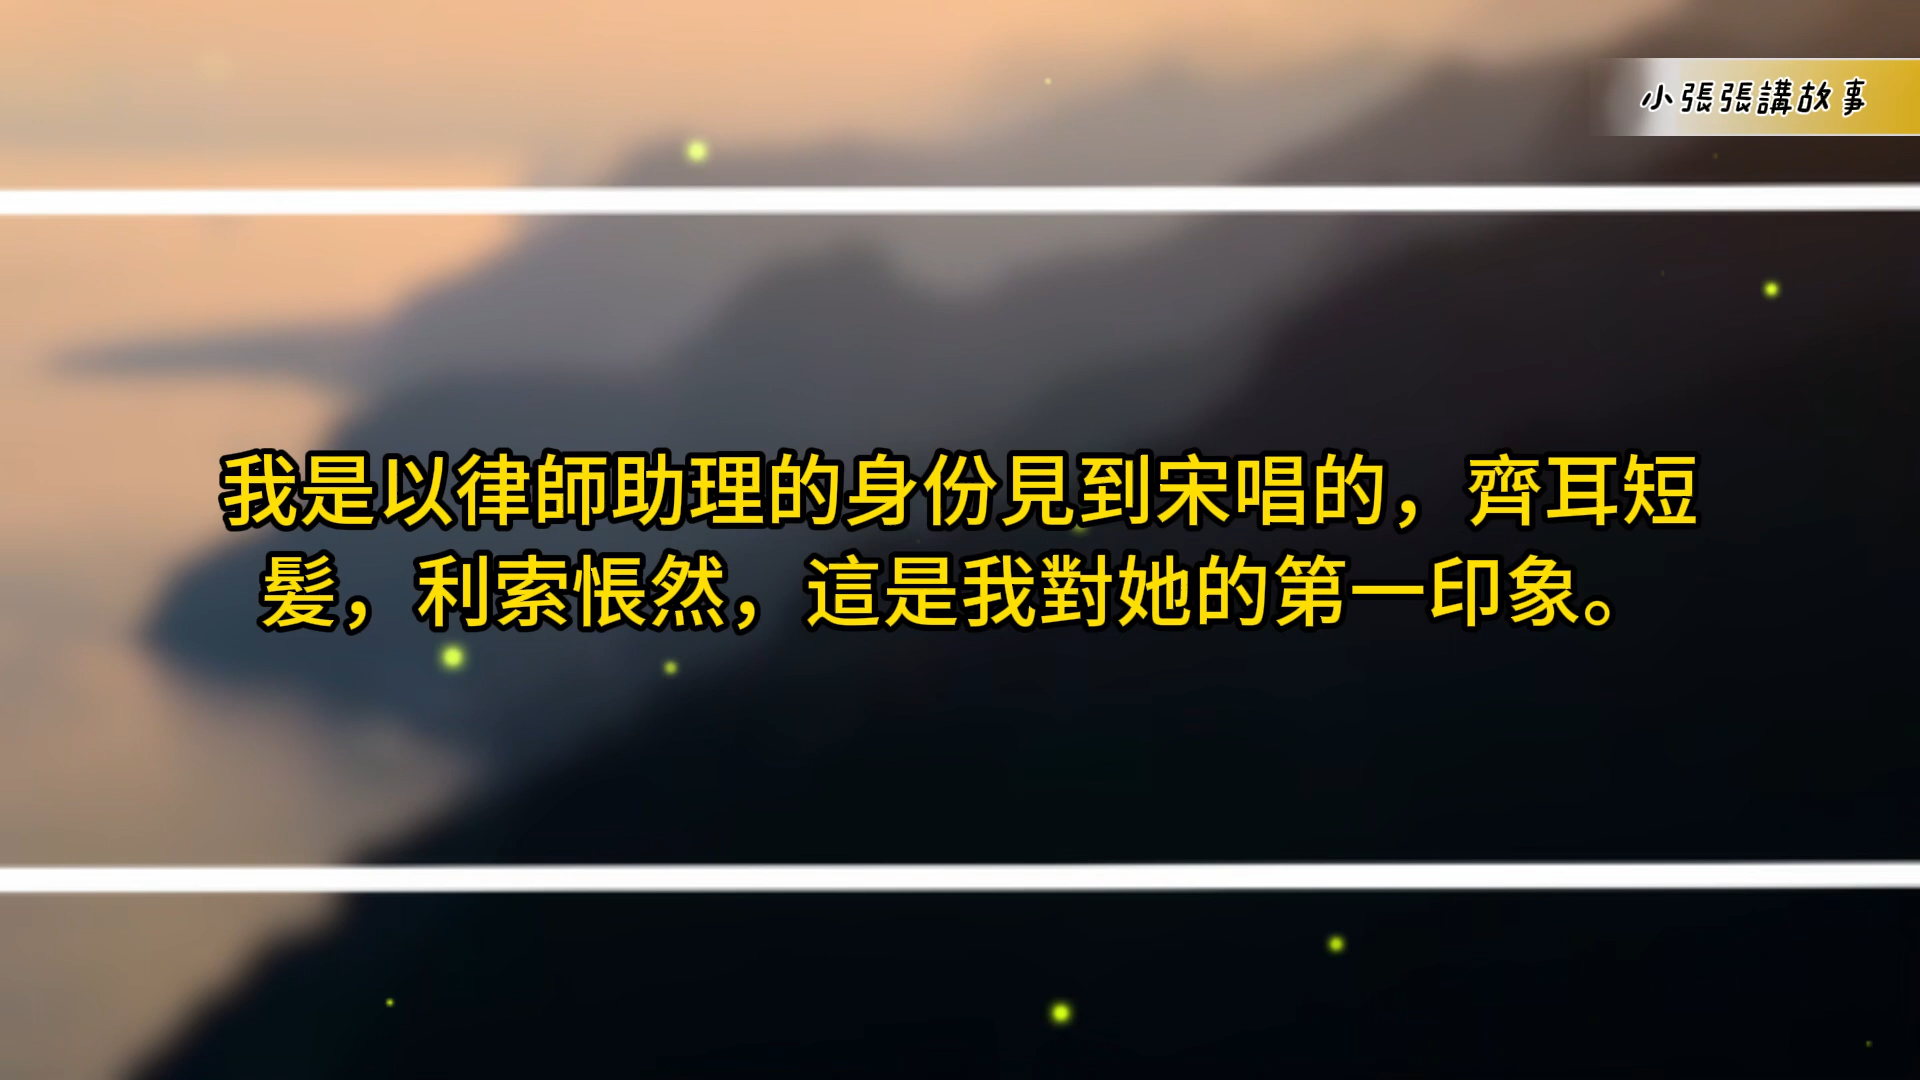 小張張講故事
我是以律師助理的身份見到宋唱的，齊耳短
髪，利索悵然，這是我對她的第一印象。